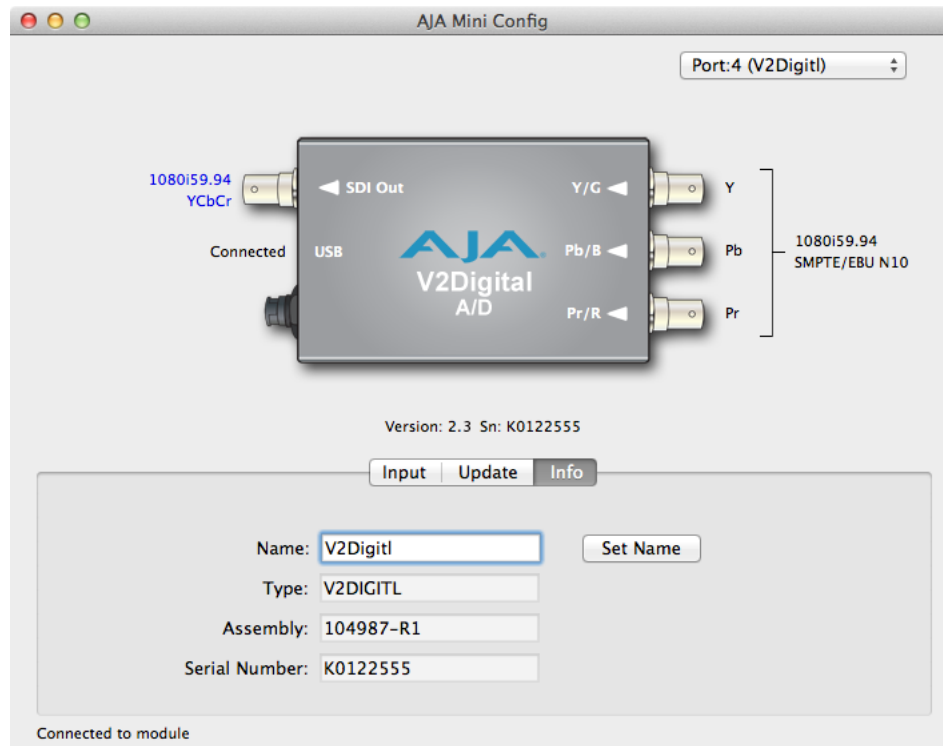 AJA Mini Config
Port:4 (V2Digitl)
1080i59.94
YCbCr
SDI Out
Y/G
Y
Connected
USB
AJA
Pb/B
Pb
1080i59.94
SMPTE/EBU N10
V2Digital
A/D
Pr/R
Pr
Version: 2.3 Sn: K0122555
Input
Update
Info
Name: V2Digitl
Set Name
Type: V2DIGITL
Assembly: 104987-R1
Serial Number: K0122555
Connected to module